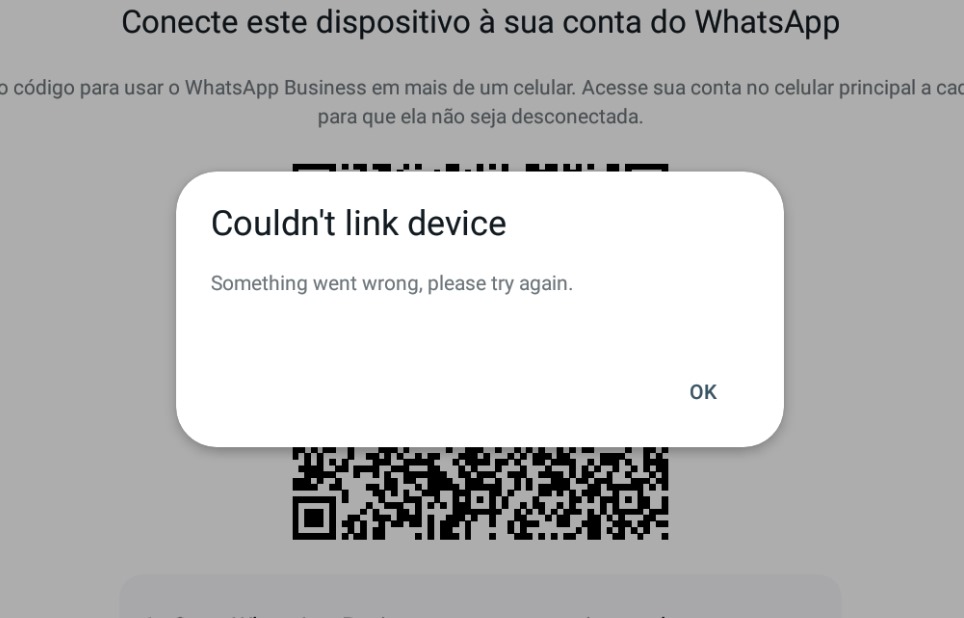 Conecte este dispositivo à sua conta do WhatsApp
o código para usar o WhatsApp Business em mais de um celular. Acesse sua conta no celular principal a
para que ela não seja desconectada.
Couldn't link device
Something went wrong, please try again.
OK